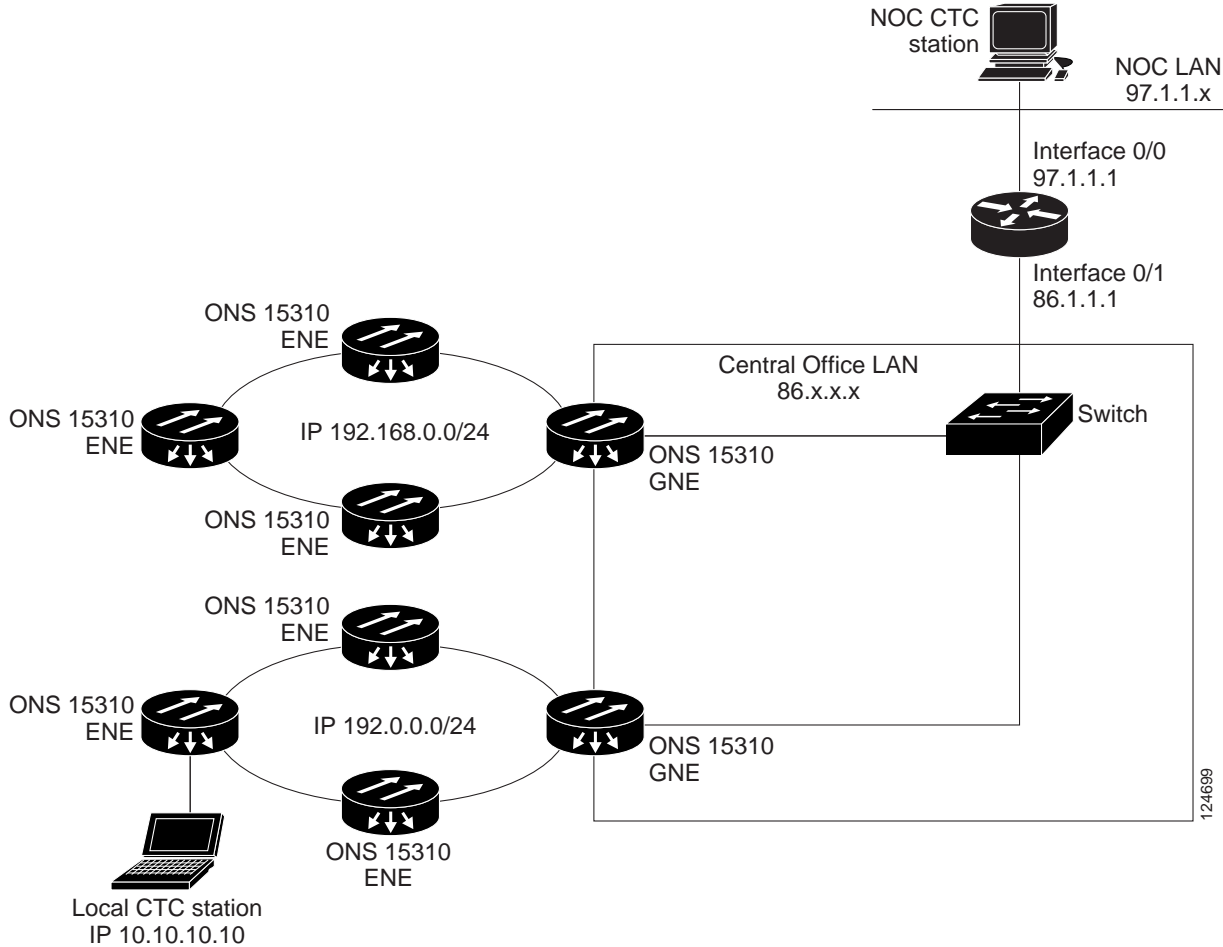 NOC CTC
station
NOC LAN
97.1.1.x
Interface 0/0
97.1.1.1
Interface 0/1
86.1.1.1
ONS 15310
ENE
Central Office LAN
86.x.x.x
ONS 15310
ENE
IP 192.168.0.0/24
Switch
ONS 15310
GNE
ONS 15310
ENE
ONS 15310
ENE
ONS 15310
ENE
IP 192.0.0.0/24
ONS 15310
GNE
124699
ONS 15310
ENE
Local CTC station
IP 10.10.10.10